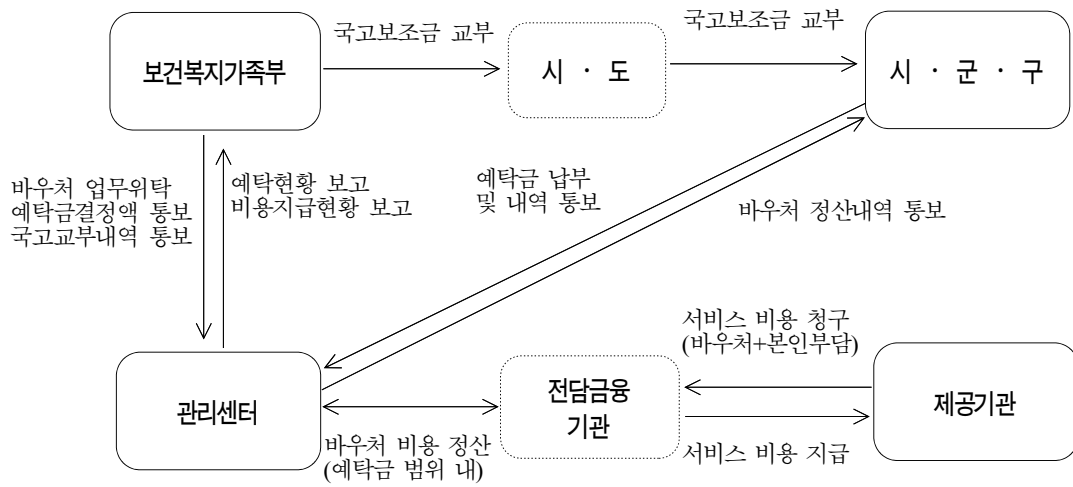 국고보조금 교부
국고보조금 교부
보건복지가족부
시 · 도
시 · 군 · 구
바우처 업무위탁
예탁금결정액 통보
국고교부내역 통보
예탁현황 보고
비용지급현황 보고
예탁금 납부
및 내역 통보
바우처 정산내역 통보
서비스 비용 청구
(바우처+본인부담)
관리센터
전담금융
기관
제공기관
바우처 비용 정산
(예탁금 범위 내)
서비스 비용 지급